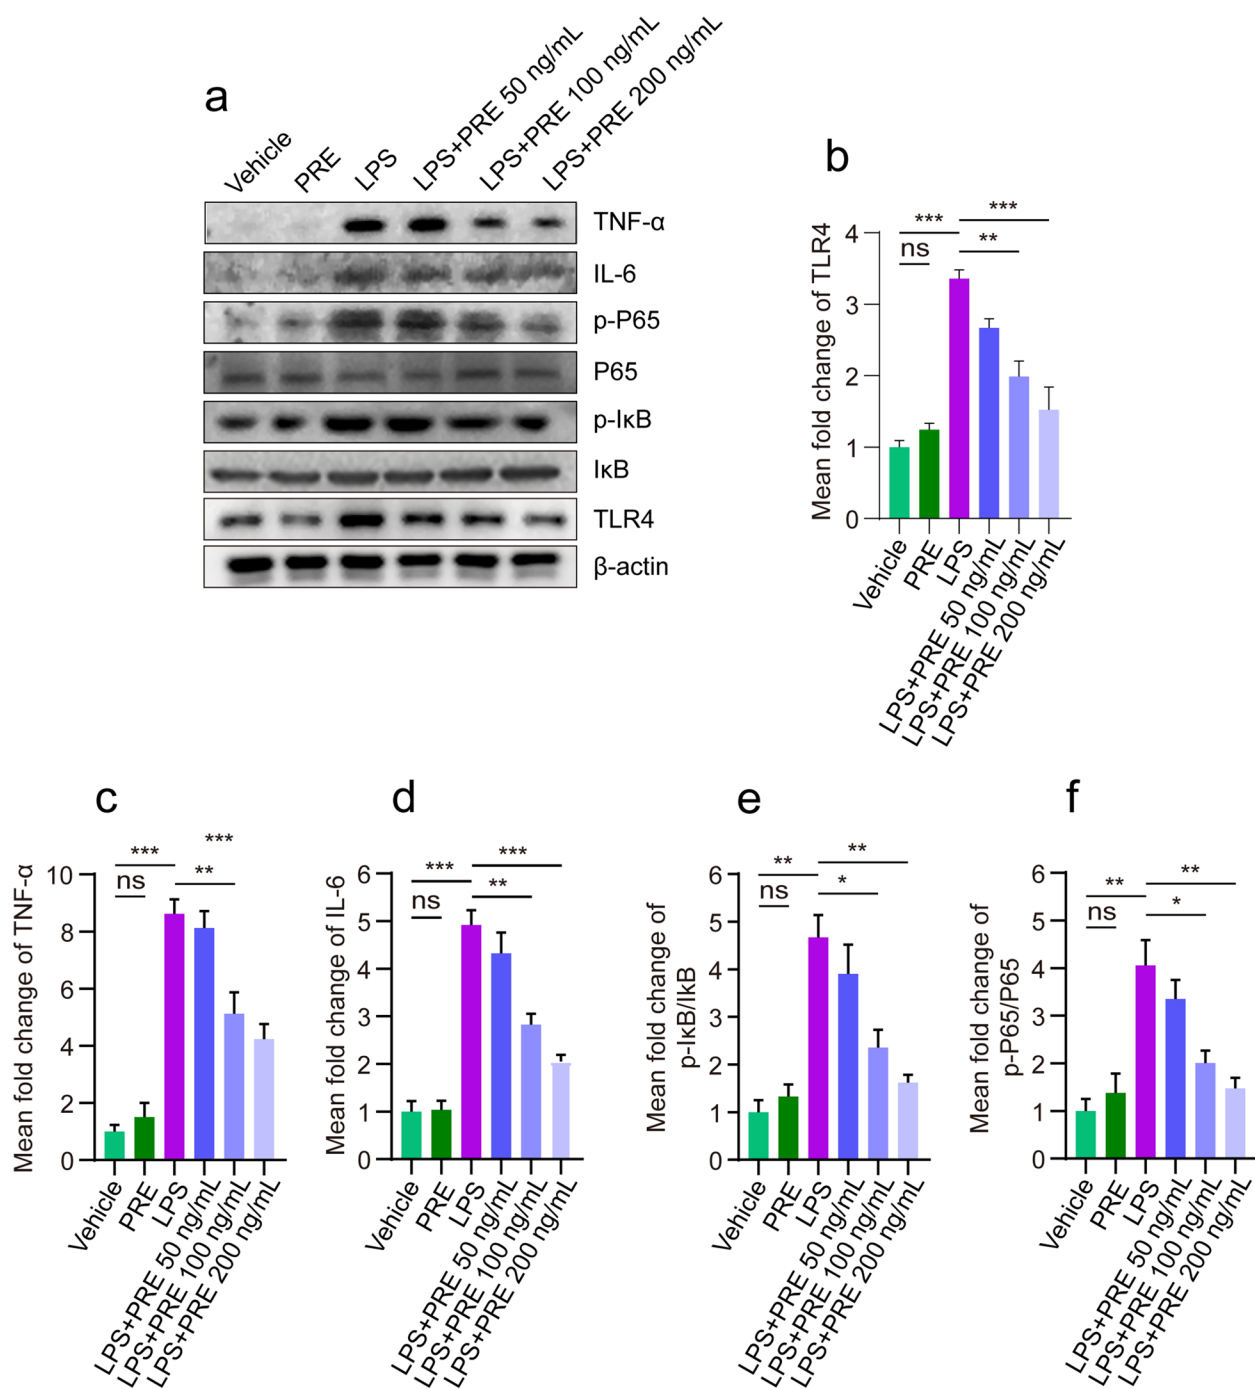 a
Vehicle
PRE
LPS
LPS+PRE 50 ng/mL
LPS+PRE 100 ng/mL
LPS+PRE 200 ng/mL
TNF-α
IL-6
p-P65
P65
p-IκB
IκB
TLR4
β-actin
b
Mean fold change of TLR4
4
3
2
1
0
***
***
**
ns
Vehicle
PRE
LPS
LPS+PRE 50 ng/mL
LPS+PRE 100 ng/mL
LPS+PRE 200 ng/mL
c
Mean fold change of TNF-α
10
8
6
4
2
0
***
***
**
ns
Vehicle
PRE
LPS
LPS+PRE 50 ng/mL
LPS+PRE 100 ng/mL
LPS+PRE 200 ng/mL
d
Mean fold change of IL-6
6
5
4
3
2
1
0
***
***
**
ns
Vehicle
PRE
LPS
LPS+PRE 50 ng/mL
LPS+PRE 100 ng/mL
LPS+PRE 200 ng/mL
e
Mean fold change of
p-IκB/IκB
6
5
4
3
2
1
0
**
**
*
ns
Vehicle
PRE
LPS
LPS+PRE 50 ng/mL
LPS+PRE 100 ng/mL
LPS+PRE 200 ng/mL
f
Mean fold change of
p-P65/P65
6
5
4
3
2
1
0
**
**
*
ns
Vehicle
PRE
LPS
LPS+PRE 50 ng/mL
LPS+PRE 100 ng/mL
LPS+PRE 200 ng/mL